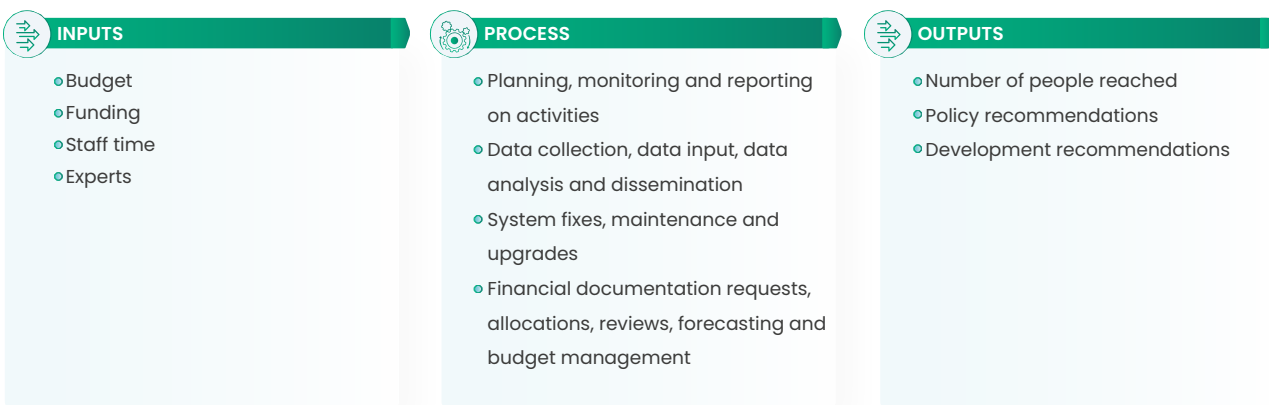 INPUTS
Budget
Funding
Staff time
Experts
PROCESS
Planning, monitoring and reporting
on activities
Data collection, data input, data
analysis and dissemination
System fixes, maintenance and
upgrades
Financial documentation requests,
allocations, reviews, forecasting and
budget management
OUTPUTS
Number of people reached
Policy recommendations
Development recommendations